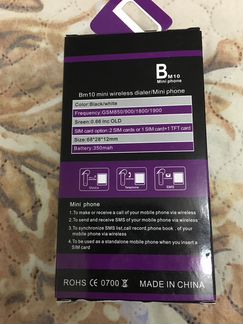 BM10
Mini phone
Bm10 mini wireless dialer/Mini phone
Color:Black/white
Frequency:GSM850/900/1800/1900
Sreen:0.66 inc OLD
SIM card option: 2 SIM cards or 1 SIM card+1 TFT card
Size:68*28*12mm
Battery:350mah
SMS
Mini phone
1.To make or receive a call of your mobile phone via wireless
2.To send and receive SMS of your mobile phone via wireless
3.To synchronize SMS list,call record,phone book , of your
mobile phone via wireless
4.To be used as a standalone mobile phone when you insert a
SIM card
ROHS CE 0700 MADE IN CHINA